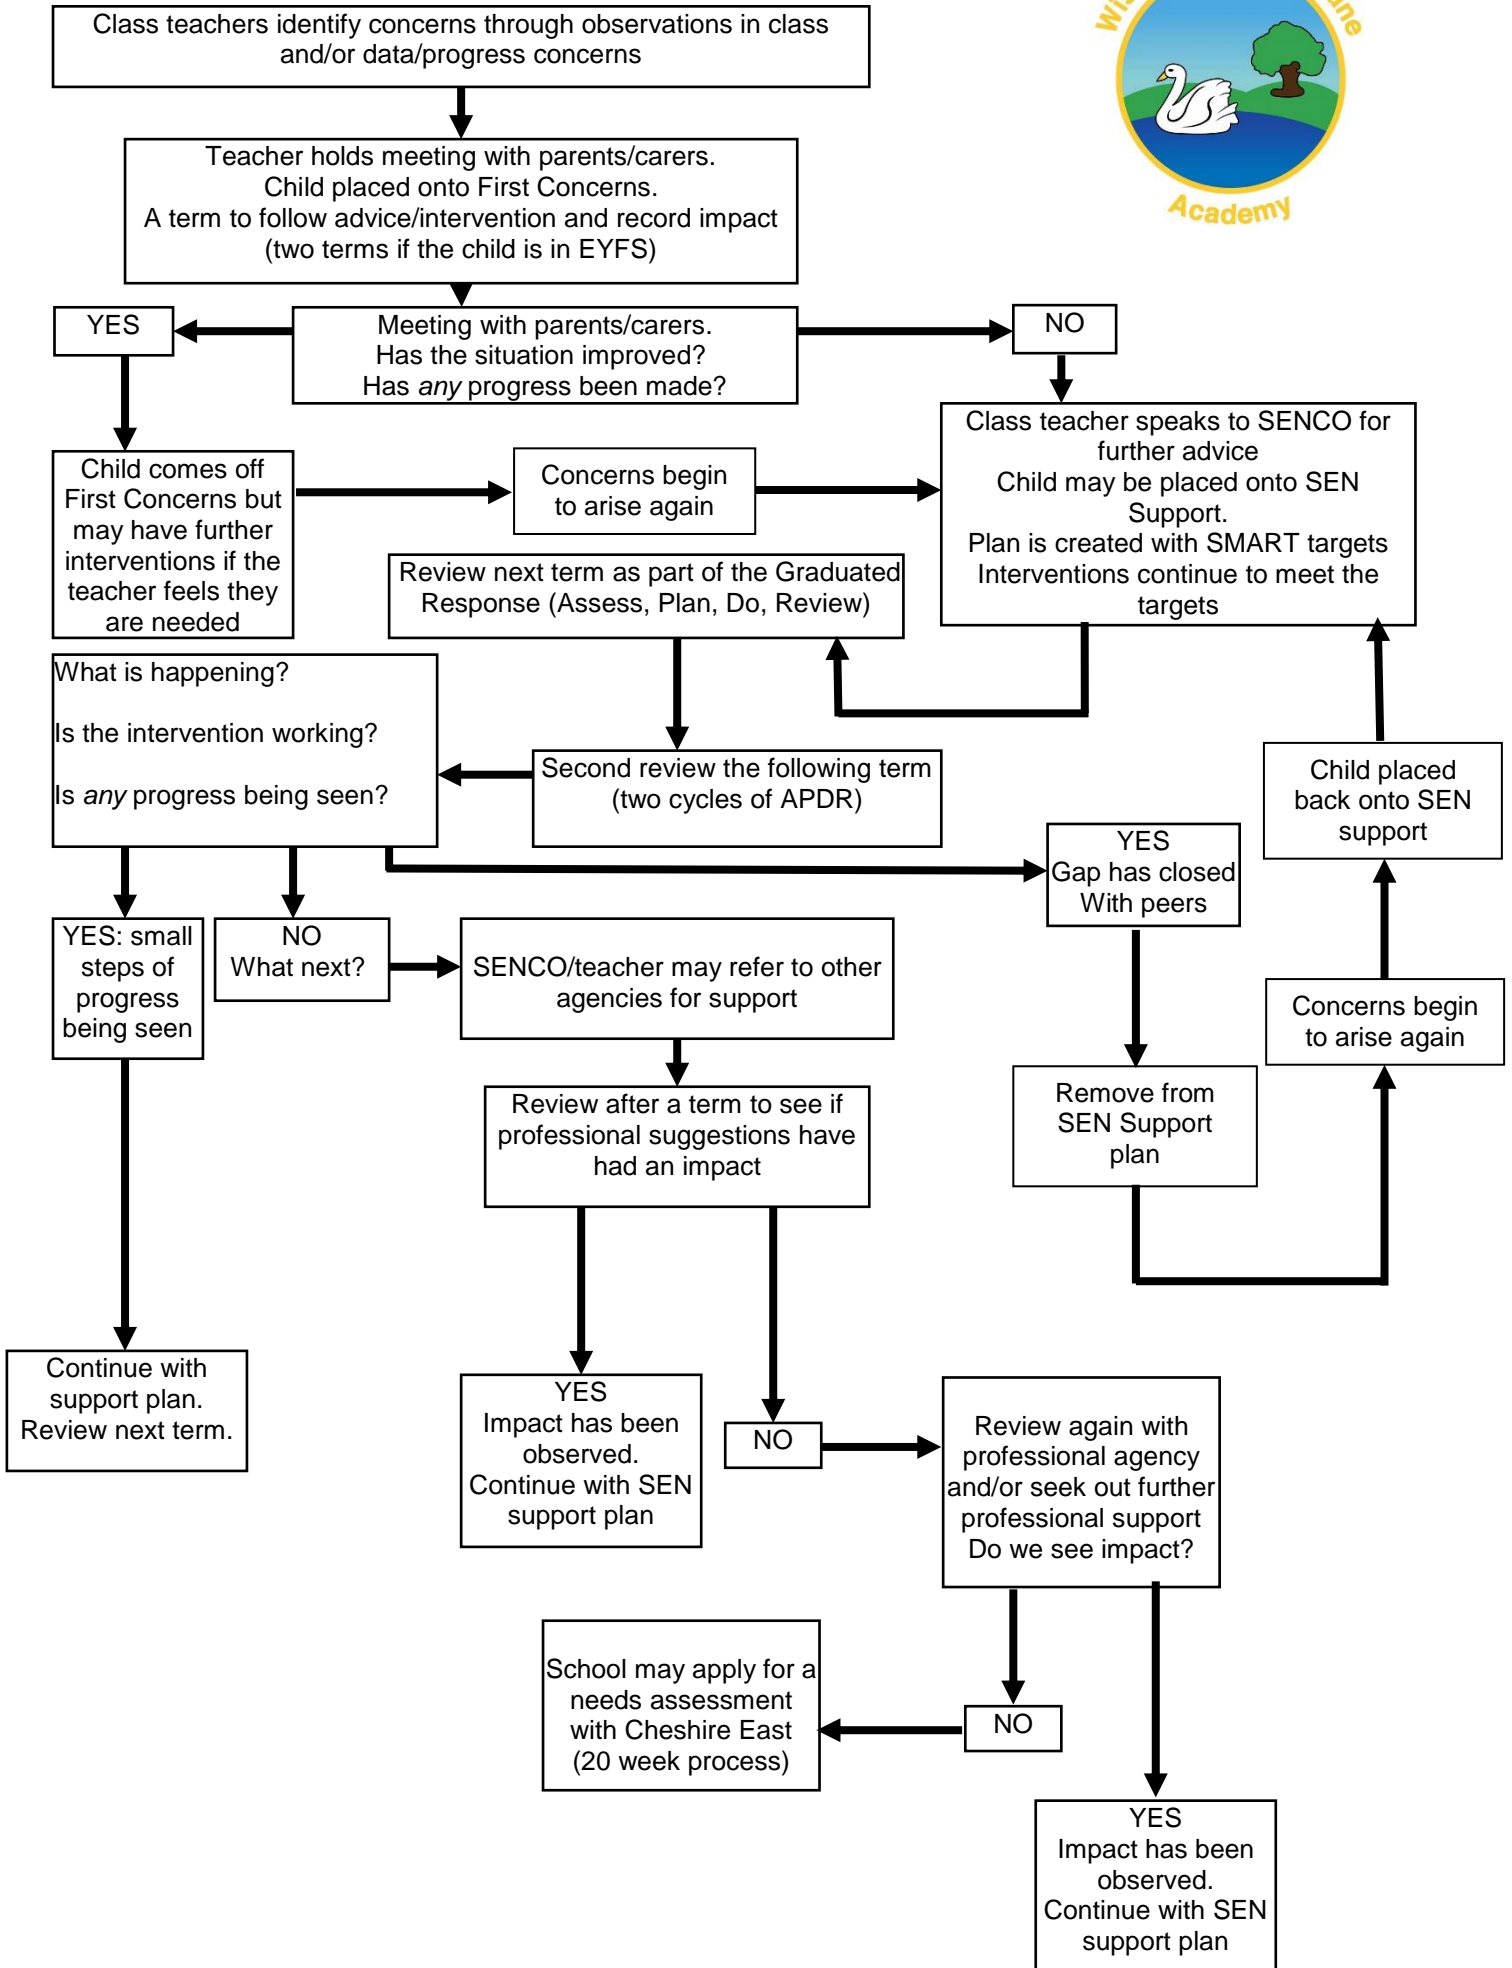 Class teachers identify concerns through observations in class
and/or data/progress concerns
Academy
Teacher holds meeting with parents/carers.
Child placed onto First Concerns.
A term to follow advice/intervention and record impact
(two terms if the child is in EYFS)
YES
Meeting with parents/carers.
Has the situation improved?
Has any progress been made?
NO
Class teacher speaks to SENCO for
further advice
Child may be placed onto SEN
Support.
Plan is created with SMART targets
Interventions continue to meet the
targets
Child comes off
First Concerns but
may have further
interventions if the
teacher feels they
are needed
Concerns begin
to arise again
Review next term as part of the Graduated
Response (Assess, Plan, Do, Review)
What is happening?
Is the intervention working?
Is any progress being seen?
Second review the following term
(two cycles of APDR)
Child placed
back onto SEN
support
YES
Gap has closed
With peers
YES: small
steps of
progress
being seen
NO
What next?
SENCO/teacher may refer to other
agencies for support
Concerns begin
to arise again
Remove from
SEN Support
plan
Review after a term to see if
professional suggestions have
had an impact
Continue with
support plan.
Review next term.
YES
Impact has been
observed.
Continue with SEN
support plan
NO
Review again with
professional agency
and/or seek out further
professional support
Do we see impact?
School may apply for a
needs assessment
with Cheshire East
(20 week process)
NO
YES
Impact has been
observed.
Continue with SEN
support plan